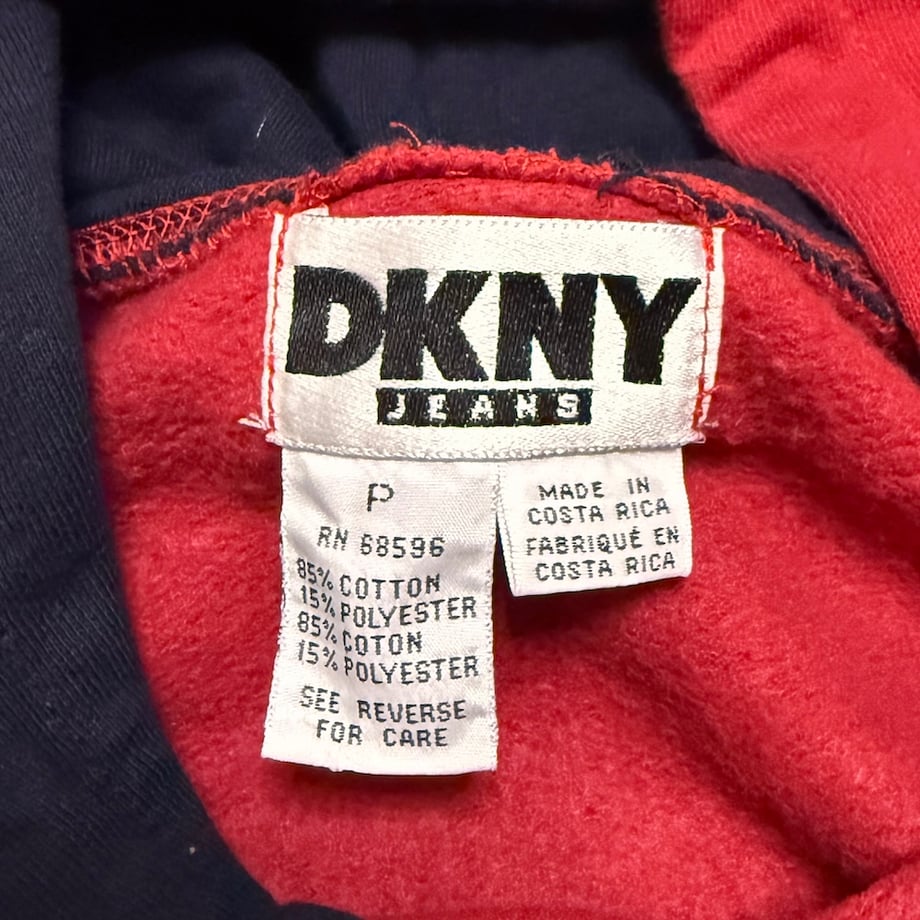 DKNY
JEANS
P
RN 68596
85% COTTON
15% POLYESTER
85% COTON
15% POLYESTER
SEE REVERSE
FOR CARE
MADE IN
COSTA RICA
FABRIQUÉ EN
COSTA RICA